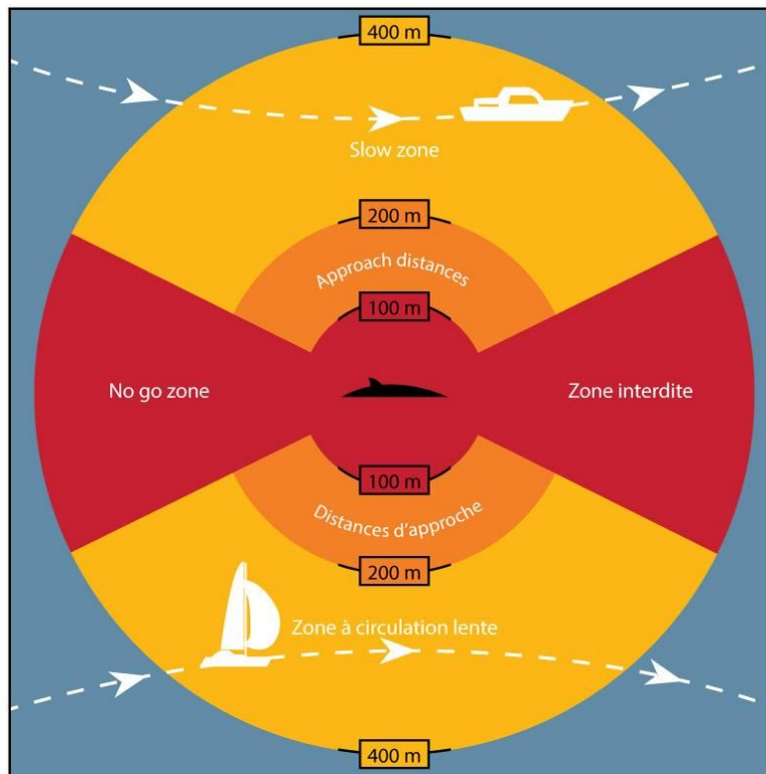 400 m
Slow zone
200 m
Approach distances
100 m
No go zone
Zone interdite
100 m
Distances d'approche
200 m
Zone à circulation lente
400 m